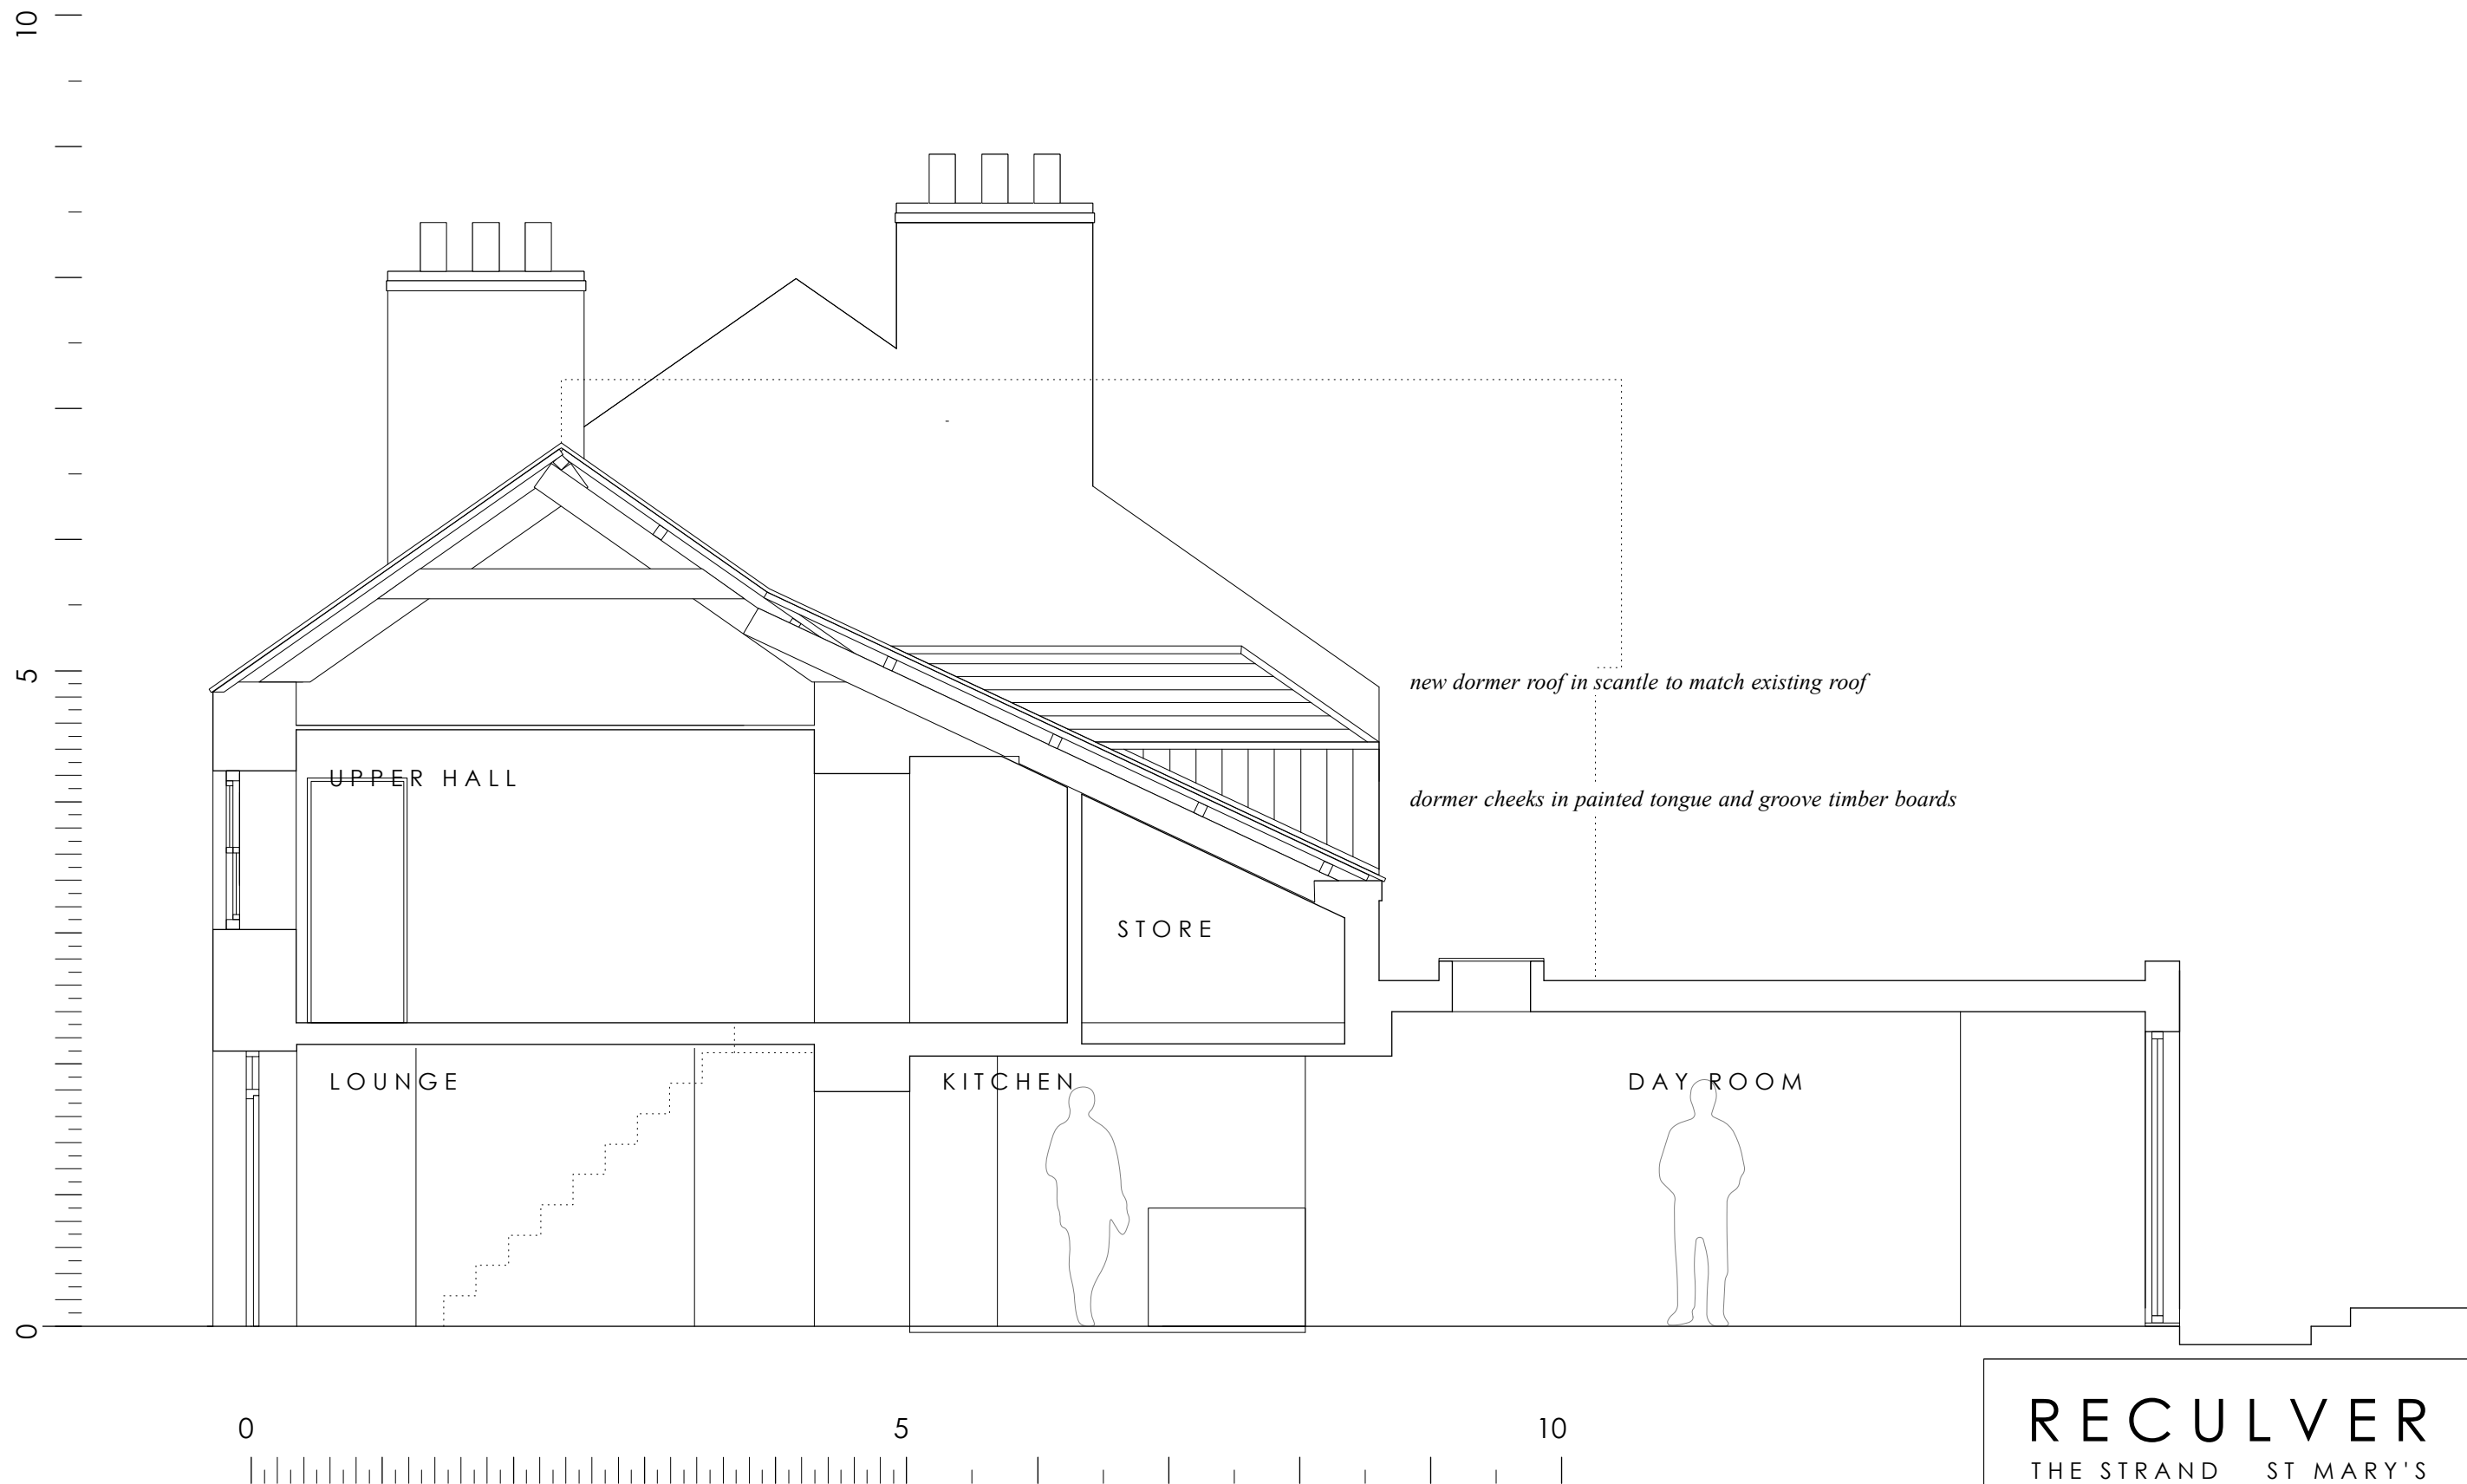 10
5
new dormer roof in scantle to match existing roof
UPPER HALL
dormer cheeks in painted tongue and groove timber boards
STORE
LOUNGE
KITCHEN
DAY ROOM
0
0
5
10
RECULVER
THE STRAND ST MARY'S